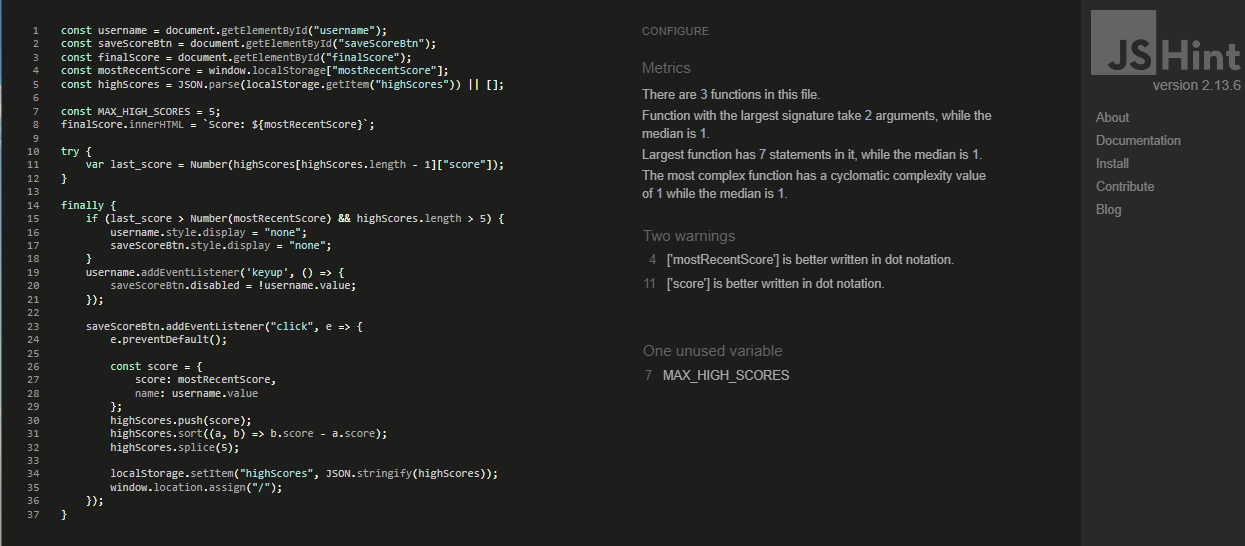 1 const username = document.getElementById("username");
2 const saveScoreBtn = document.getElementById("saveScoreBtn");
3 const finalScore = document.getElementById("finalScore");
4 const mostRecentScore = window.localStorage["mostRecentScore"];
5 const highScores = JSON.parse(localStorage.getItem("highScores")) || [];
6
7 const MAX_HIGH_SCORES = 5;
8 finalScore.innerHTML = `Score: ${mostRecentScore}`;
9
10 try {
11     var last_score = Number(highScores[highScores.length - 1]["score"]);
12 }
13
14 finally {
15     if (last_score > Number(mostRecentScore) && highScores.length > 5) {
16         username.style.display = "none";
17         saveScoreBtn.style.display = "none";
18     }
19     username.addEventListener('keyup', () => {
20         saveScoreBtn.disabled = !username.value;
21     });
22
23     saveScoreBtn.addEventListener("click", e => {
24         e.preventDefault();
25
26         const score = {
27             score: mostRecentScore,
28             name: username.value
29         };
30         highScores.push(score);
31         highScores.sort((a, b) => b.score - a.score);
32         highScores.splice(5);
33
34         localStorage.setItem("highScores", JSON.stringify(highScores));
35         window.location.assign("/");
36     });
37 }
CONFIGURE
Metrics
There are 3 functions in this file.
Function with the largest signature take 2 arguments, while the
median is 1.
Largest function has 7 statements in it, while the median is 1.
The most complex function has a cyclomatic complexity value
of 1 while the median is 1.
Two warnings
4 ['mostRecentScore'] is better written in dot notation.
11 ['score'] is better written in dot notation.
One unused variable
7 MAX_HIGH_SCORES
JSHint
version 2.13.6
About
Documentation
Install
Contribute
Blog